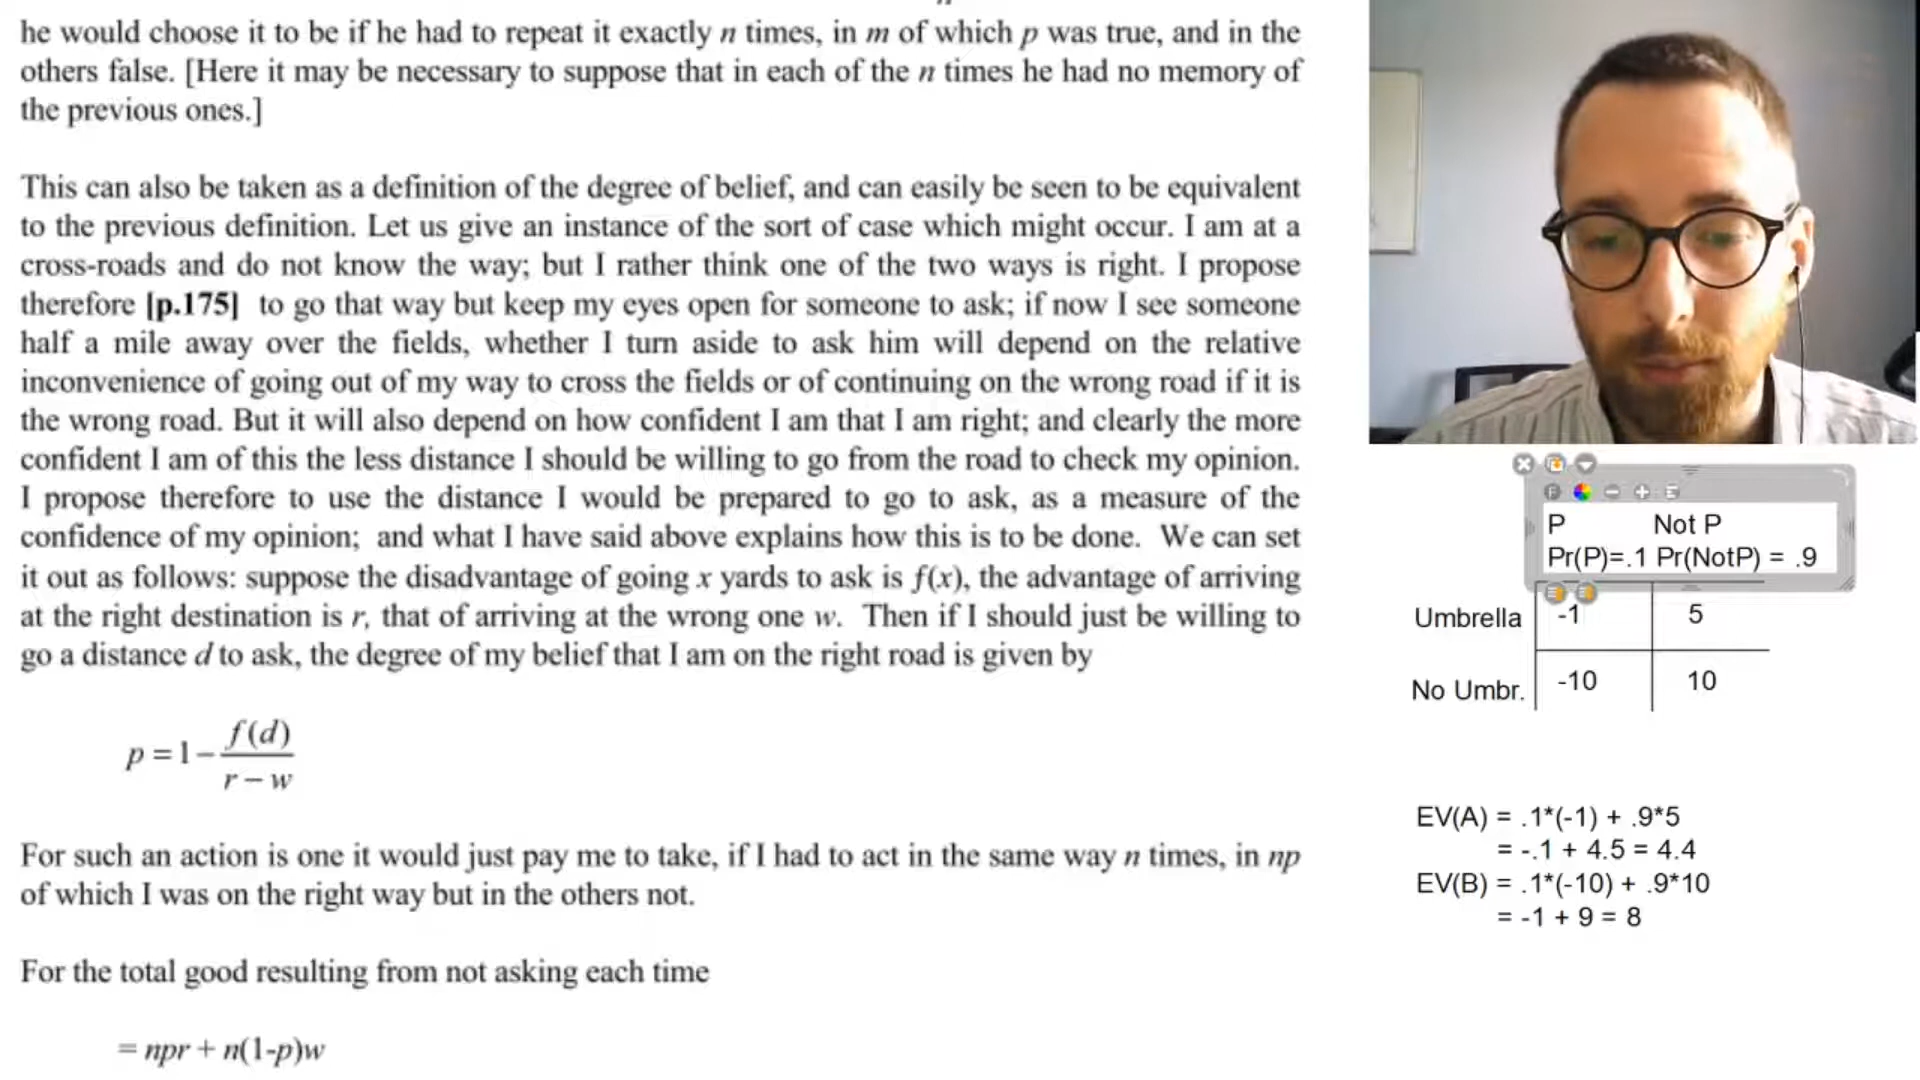 he would choose it to be if he had to repeat it exactly n times, in m of which p was true, and in the
others false. [Here it may be necessary to suppose that in each of the n times he had no memory of
the previous ones.]
This can also be taken as a definition of the degree of belief, and can easily be seen to be equivalent
to the previous definition. Let us give an instance of the sort of case which might occur. I am at a
cross-roads and do not know the way; but I rather think one of the two ways is right. I propose
therefore [p.175] to go that way but keep my eyes open for someone to ask; if now I see someone
half a mile away over the fields, whether I turn aside to ask him will depend on the relative
inconvenience of going out of my way to cross the fields or of continuing on the wrong road if it is
the wrong road. But it will also depend on how confident I am that I am right; and clearly the more
confident I am of this the less distance I should be willing to go from the road to check my opinion.
I propose therefore to use the distance I would be prepared to go to ask, as a measure of the
confidence of my opinion; and what I have said above explains how this is to be done. We can set
it out as follows: suppose the disadvantage of going x yards to ask is f(x), the advantage of arriving
at the right destination is r, that of arriving at the wrong one w. Then if I should just be willing to
go a distance d to ask, the degree of my belief that I am on the right road is given by
p = 1 – f(d)
r – w
For such an action is one it would just pay me to take, if I had to act in the same way n times, in np
of which I was on the right way but in the others not.
For the total good resulting from not asking each time
= npr + n(1-p)w
P Not P
Pr(P)=.1 Pr(NotP) = .9
Umbrella -1 5
No Umbr. -10 10
EV(A) = .1*(-1) + .9*5
= -.1 + 4.5 = 4.4
EV(B) = .1*(-10) + .9*10
= -1 + 9 = 8